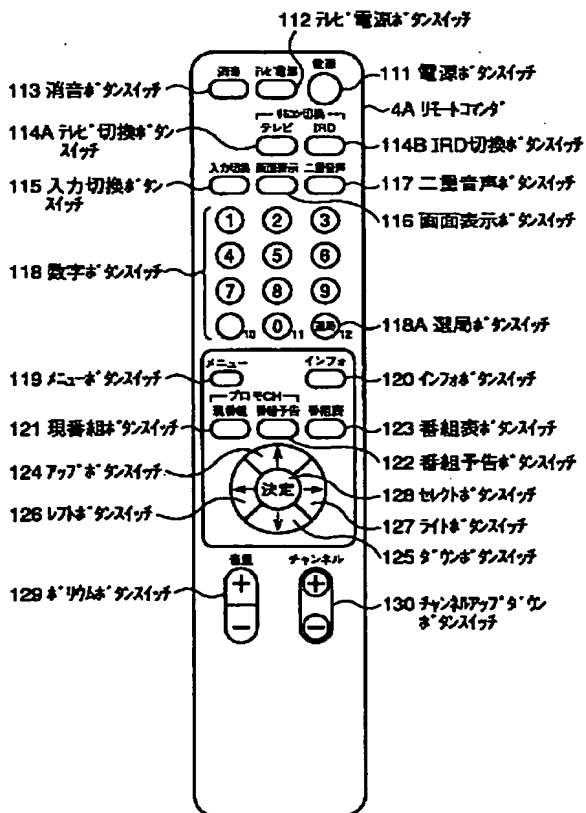 112 ﾃﾚﾋﾞ電源ﾎﾞﾀﾝｽｲｯﾁ
消音 ﾃﾚﾋﾞ電源 電源
111 電源ﾎﾞﾀﾝｽｲｯﾁ
113 消音ﾎﾞﾀﾝｽｲｯﾁ
4A ﾘﾓｰﾄｺﾏﾝﾀﾞ
ﾘﾓｺﾝ切換
テレビ IRD
114A ﾃﾚﾋﾞ切換ﾎﾞﾀﾝ
ｽｲｯﾁ
114B IRD切換ﾎﾞﾀﾝｽｲｯﾁ
入力切換 画面表示 二重音声
115 入力切換ﾎﾞﾀﾝ
ｽｲｯﾁ
117 二重音声ﾎﾞﾀﾝｽｲｯﾁ
116 画面表示ﾎﾞﾀﾝｽｲｯﾁ
1 2 3
4 5 6
118 数字ﾎﾞﾀﾝｽｲｯﾁ
7 8 9
10 0 11 選局 12
118A 選局ﾎﾞﾀﾝｽｲｯﾁ
メニュー インフォ
119 ﾒﾆｭｰﾎﾞﾀﾝｽｲｯﾁ
120 ｲﾝﾌｫﾎﾞﾀﾝｽｲｯﾁ
プロモCH
現番組 番組予告 番組表
121 現番組ﾎﾞﾀﾝｽｲｯﾁ
123 番組表ﾎﾞﾀﾝｽｲｯﾁ
122 番組予告ﾎﾞﾀﾝｽｲｯﾁ
124 ｱｯﾌﾟﾎﾞﾀﾝｽｲｯﾁ
決定
128 ｾﾚｸﾄﾎﾞﾀﾝｽｲｯﾁ
126 ﾚﾌﾄﾎﾞﾀﾝｽｲｯﾁ
127 ﾗｲﾄﾎﾞﾀﾝｽｲｯﾁ
125 ﾀﾞｳﾝﾎﾞﾀﾝｽｲｯﾁ
音量 チャンネル
129 ﾎﾞﾘｳﾑﾎﾞﾀﾝｽｲｯﾁ
+ +
130 ﾁｬﾝﾈﾙｱｯﾌﾟﾀﾞｳﾝ
ﾎﾞﾀﾝｽｲｯﾁ
− −